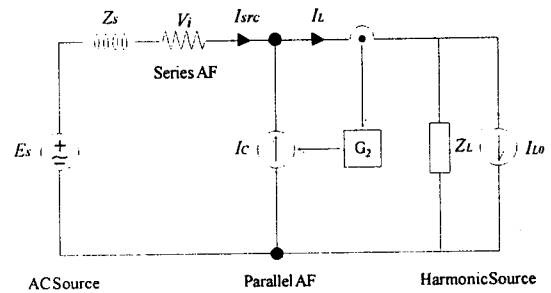 Zs Vi Isrc IL
Series AF
Es + IC G2 ZL IL0
AC Source Parallel AF Harmonic Source